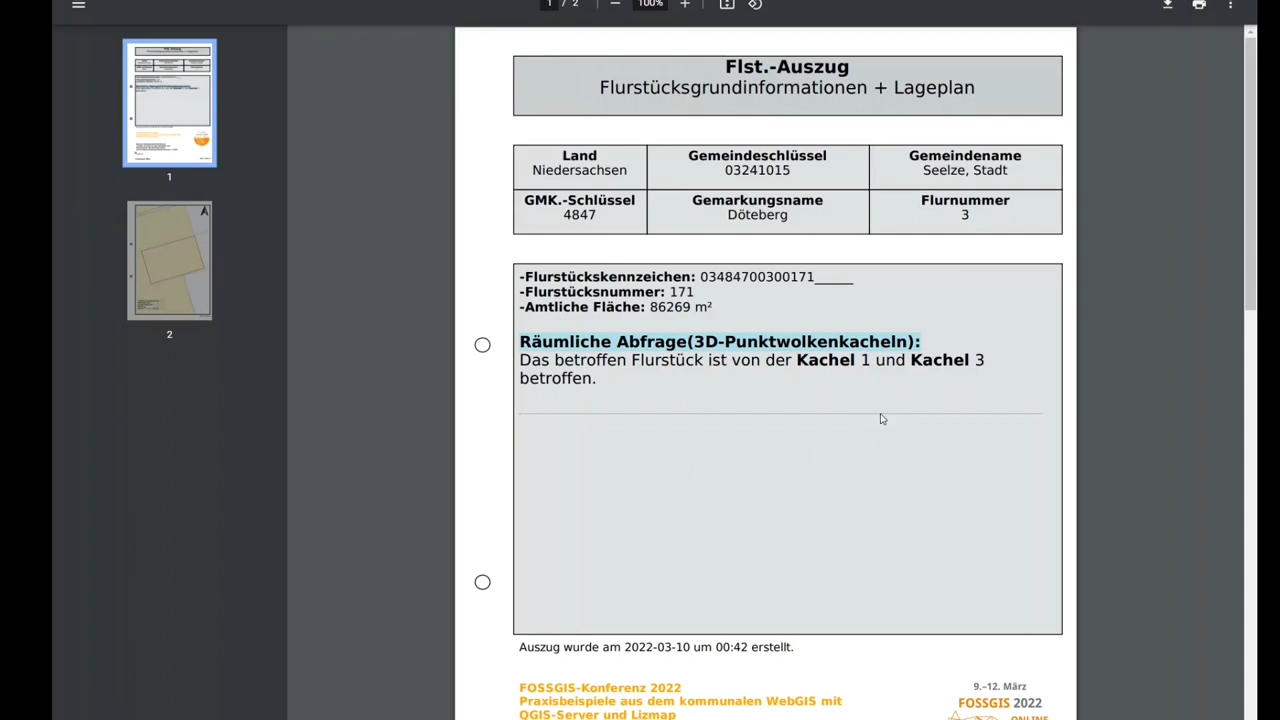 1 / 2
100%
1
2
Flst.-Auszug
Flurstücksgrundinformationen + Lageplan
Land
Niedersachsen
Gemeindeschlüssel
03241015
Gemeindename
Seelze, Stadt
GMK.-Schlüssel
4847
Gemarkungsname
Döteberg
Flurnummer
3
-Flurstückskennzeichen: 03484700300171______
-Flurstücksnummer: 171
-Amtliche Fläche: 86269 m²
Räumliche Abfrage(3D-Punktwolkenkacheln):
Das betroffen Flurstück ist von der Kachel 1 und Kachel 3
betroffen.
Auszug wurde am 2022-03-10 um 00:42 erstellt.
FOSSGIS-Konferenz 2022
Praxisbeispiele aus dem kommunalen WebGIS mit
QGIS-Server und Lizmap
9.–12. März
FOSSGIS 2022
ONLINE